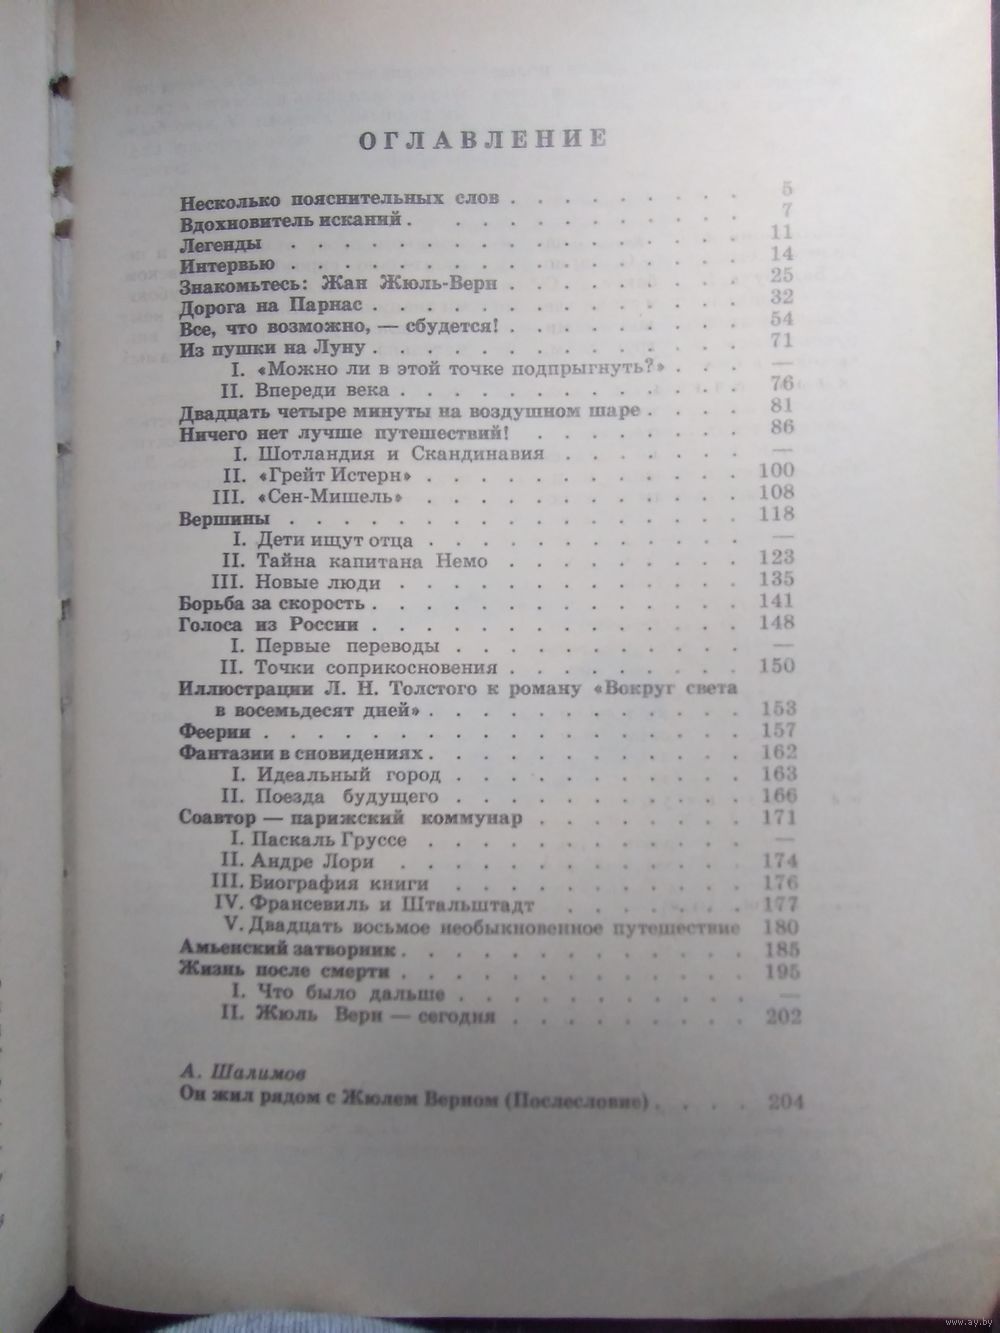 ОГЛАВЛЕНИЕ
Несколько пояснительных слов . . . . . . . . . 5
Вдохновитель исканий . . . . . . . . . . . . 7
Легенды . . . . . . . . . . . . . . . . . 11
Интервью . . . . . . . . . . . . . . . . . 14
Знакомьтесь: Жан Жюль-Верн . . . . . . . . . 25
Дорога на Парнас . . . . . . . . . . . . . . 32
Все, что возможно, — сбудется! . . . . . . . . . 54
Из пушки на Луну . . . . . . . . . . . . . . 71
I. «Можно ли в этой точке подпрыгнуть?» . . . —
II. Впереди века . . . . . . . . . . . . . 76
Двадцать четыре минуты на воздушном шаре . . . . 81
Ничего нет лучше путешествий! . . . . . . . . 86
I. Шотландия и Скандинавия . . . . . . . —
II. «Грейт Истерн» . . . . . . . . . . . . 100
III. «Сен-Мишель» . . . . . . . . . . . . 108
Вершины . . . . . . . . . . . . . . . . . 118
I. Дети ищут отца . . . . . . . . . . . . —
II. Тайна капитана Немо . . . . . . . . . 123
III. Новые люди . . . . . . . . . . . . . 135
Борьба за скорость . . . . . . . . . . . . . . 141
Голоса из России . . . . . . . . . . . . . . 148
I. Первые переводы . . . . . . . . . . . —
II. Точки соприкосновения . . . . . . . . . 150
Иллюстрации Л. Н. Толстого к роману «Вокруг света
в восемьдесят дней» . . . . . . . . . . . . 153
Феерии . . . . . . . . . . . . . . . . . . 157
Фантазии в сновидениях . . . . . . . . . . . . 162
I. Идеальный город . . . . . . . . . . . 163
II. Поезда будущего . . . . . . . . . . . 166
Соавтор — парижский коммунар . . . . . . . . 171
I. Паскаль Груссе . . . . . . . . . . . . —
II. Андре Лори . . . . . . . . . . . . . 174
III. Биография книги . . . . . . . . . . . 176
IV. Франсевиль и Штальштадт . . . . . . . 177
V. Двадцать восьмое необыкновенное путешествие 180
Амьенский затворник . . . . . . . . . . . . . 185
Жизнь после смерти . . . . . . . . . . . . . 195
I. Что было дальше . . . . . . . . . . . —
II. Жюль Верн — сегодня . . . . . . . . . 202
А. Шалимов
Он жил рядом с Жюлем Верном (Послесловие) . . . . 204
www.ay.by